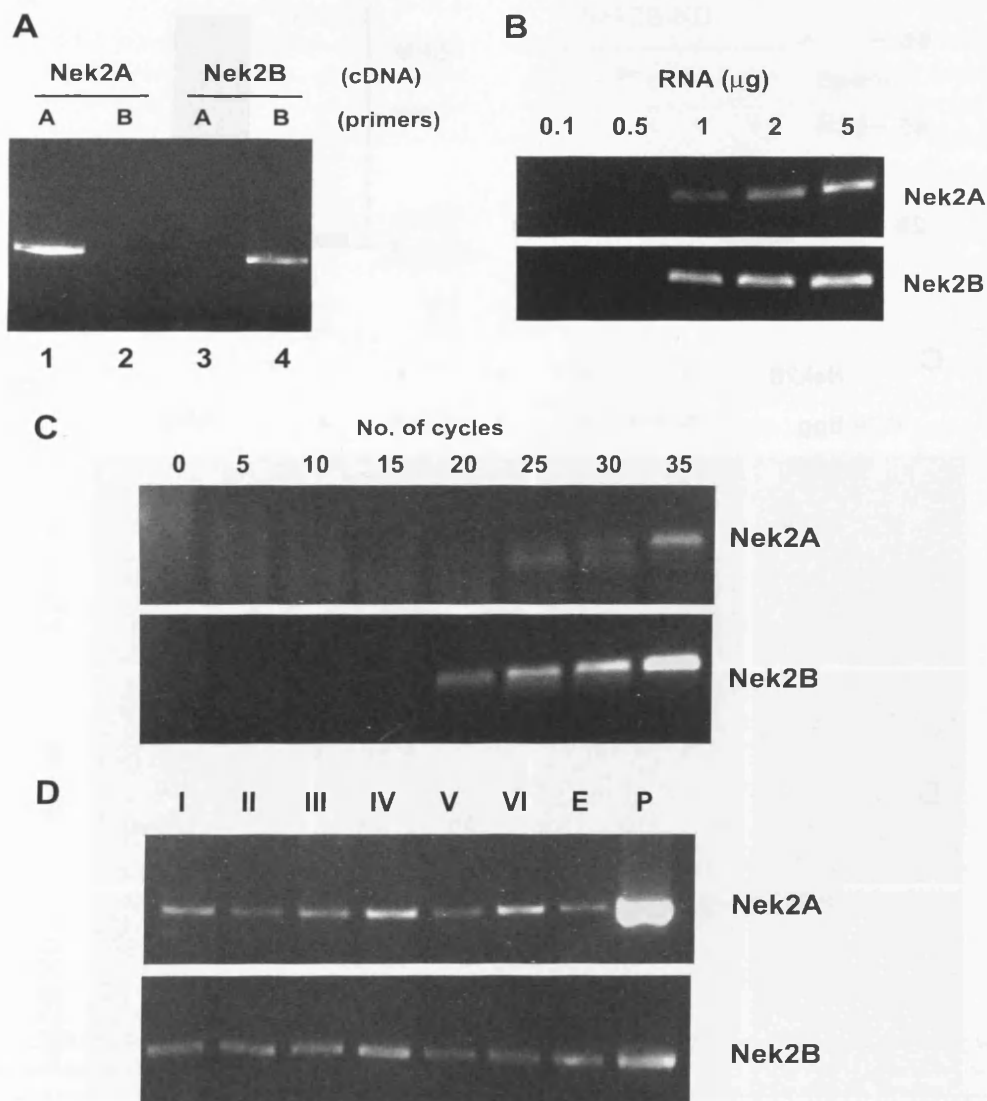 A
Nek2A Nek2B (cDNA)
A B A B (primers)
1 2 3 4
B
RNA (μg)
0.1 0.5 1 2 5
Nek2A
Nek2B
C
No. of cycles
0 5 10 15 20 25 30 35
Nek2A
Nek2B
D
I II III IV V VI E P
Nek2A
Nek2B